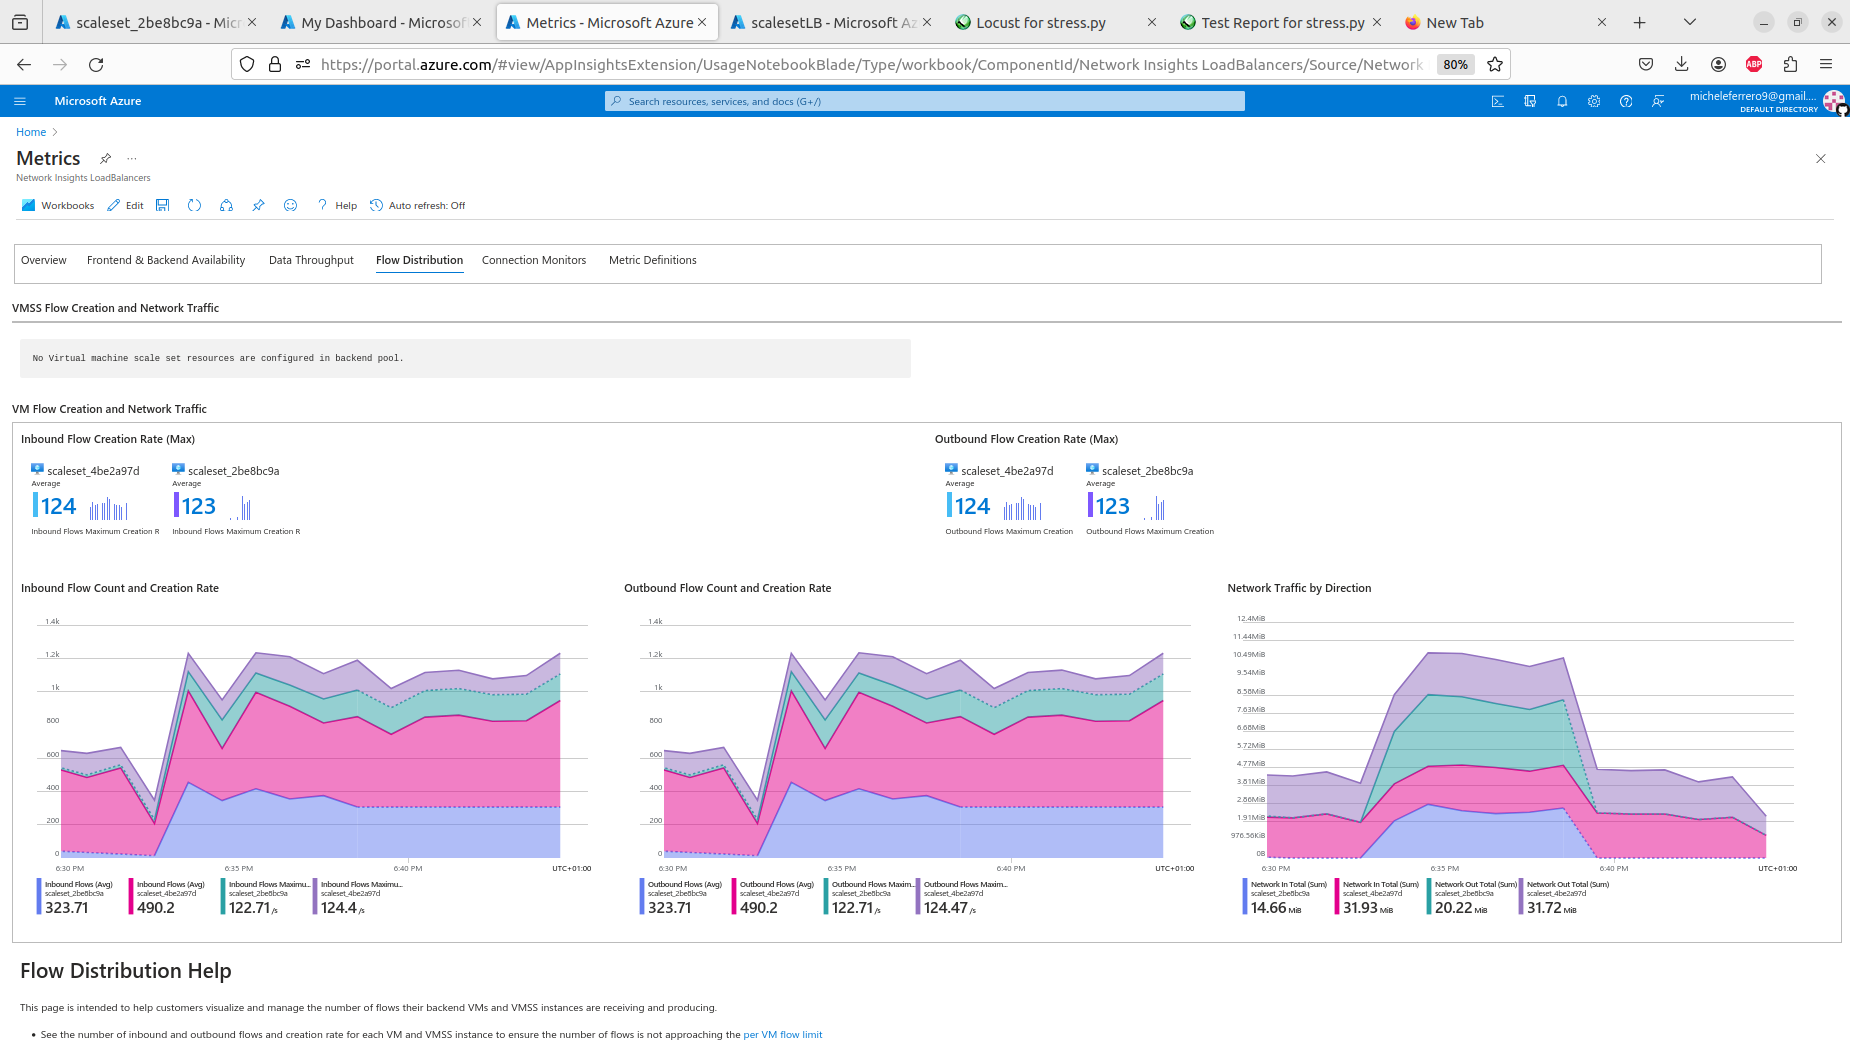 scaleset_2be8bc9a - Micr
My Dashboard - Microsof
Metrics - Microsoft Azure
scalesetLB - Microsoft Az
Locust for stress.py
Test Report for stress.py
New Tab
https://portal.azure.com/#view/AppInsightsExtension/UsageNotebookBlade/Type/workbook/ComponentId/Network Insights LoadBalancers/Source/Network
80%
ABP
Microsoft Azure
Search resources, services, and docs (G+/)
micheleferrero9@gmail....
DEFAULT DIRECTORY
Home
Metrics
Network Insights LoadBalancers
Workbooks
Edit
Help
Auto refresh: Off
Overview
Frontend & Backend Availability
Data Throughput
Flow Distribution
Connection Monitors
Metric Definitions
VMSS Flow Creation and Network Traffic
No Virtual machine scale set resources are configured in backend pool.
VM Flow Creation and Network Traffic
Inbound Flow Creation Rate (Max)
scaleset_4be2a97d
Average
124
Inbound Flows Maximum Creation R
scaleset_2be8bc9a
Average
123
Inbound Flows Maximum Creation R
Outbound Flow Creation Rate (Max)
scaleset_4be2a97d
Average
124
Outbound Flows Maximum Creation
scaleset_2be8bc9a
Average
123
Outbound Flows Maximum Creation
Inbound Flow Count and Creation Rate
1.4k
1.2k
1k
800
600
400
200
0
6:30 PM
6:35 PM
6:40 PM
UTC+01:00
Inbound Flows (Avg)
scaleset_2be8bc9a
323.71
Inbound Flows (Avg)
scaleset_4be2a97d
490.2
Inbound Flows Maximu...
scaleset_2be8bc9a
122.71 /s
Inbound Flows Maximu...
scaleset_4be2a97d
124.4 /s
Outbound Flow Count and Creation Rate
1.4k
1.2k
1k
800
600
400
200
0
6:30 PM
6:35 PM
6:40 PM
UTC+01:00
Outbound Flows (Avg)
scaleset_2be8bc9a
323.71
Outbound Flows (Avg)
scaleset_4be2a97d
490.2
Outbound Flows Maxim...
scaleset_2be8bc9a
122.71 /s
Outbound Flows Maxim...
scaleset_4be2a97d
124.47 /s
Network Traffic by Direction
12.4MiB
11.44MiB
10.49MiB
9.54MiB
8.58MiB
7.63MiB
6.68MiB
5.72MiB
4.77MiB
3.81MiB
2.86MiB
1.91MiB
976.56KiB
0B
6:30 PM
6:35 PM
6:40 PM
UTC+01:00
Network In Total (Sum)
scaleset_2be8bc9a
14.66 MiB
Network In Total (Sum)
scaleset_4be2a97d
31.93 MiB
Network Out Total (Sum)
scaleset_2be8bc9a
20.22 MiB
Network Out Total (Sum)
scaleset_4be2a97d
31.72 MiB
Flow Distribution Help
This page is intended to help customers visualize and manage the number of flows their backend VMs and VMSS instances are receiving and producing.
• See the number of inbound and outbound flows and creation rate for each VM and VMSS instance to ensure the number of flows is not approaching the per VM flow limit